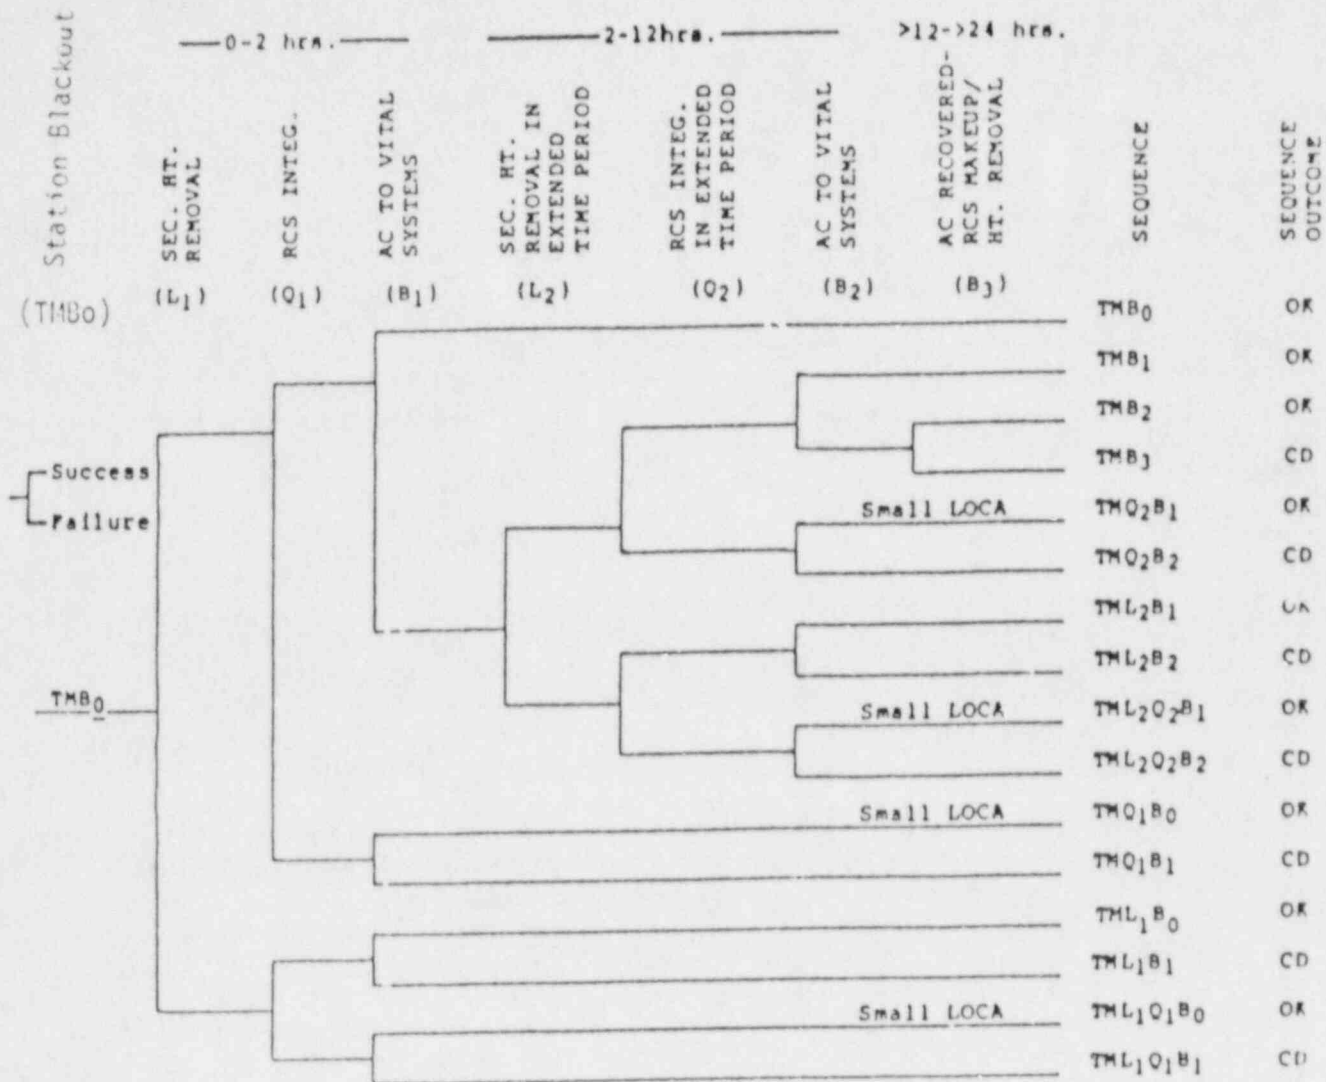 0-2 hrs. 2-12hrs. >12->24 hrs.
Station Blackout
(TMBo)
SEC. HT.
REMOVAL
(L₁)
RCS INTEG.
(Q₁)
AC TO VITAL
SYSTEMS
(B₁)
SEC. HT.
REMOVAL IN
EXTENDED
TIME PERIOD
(L₂)
RCS INTEG.
IN EXTENDED
TIME PERIOD
(Q₂)
AC TO VITAL
SYSTEMS
(B₂)
AC RECOVERED-
RCS MAKEUP/
HT. REMOVAL
(B₃)
SEQUENCE
SEQUENCE
OUTCOME
TMB₀ OK
TMB₁ OK
TMB₂ OK
TMB₃ CD
Success
Failure
Small LOCA TMQ₂B₁ OK
TMQ₂B₂ CD
TML₂B₁ OK
TML₂B₂ CD
TMB₀
Small LOCA TML₂Q₂B₁ OK
TML₂Q₂B₂ CD
Small LOCA TMQ₁B₀ OK
TMQ₁B₁ CD
TML₁B₀ OK
TML₁B₁ CD
Small LOCA TML₁Q₁B₀ OK
TML₁Q₁B₁ CD